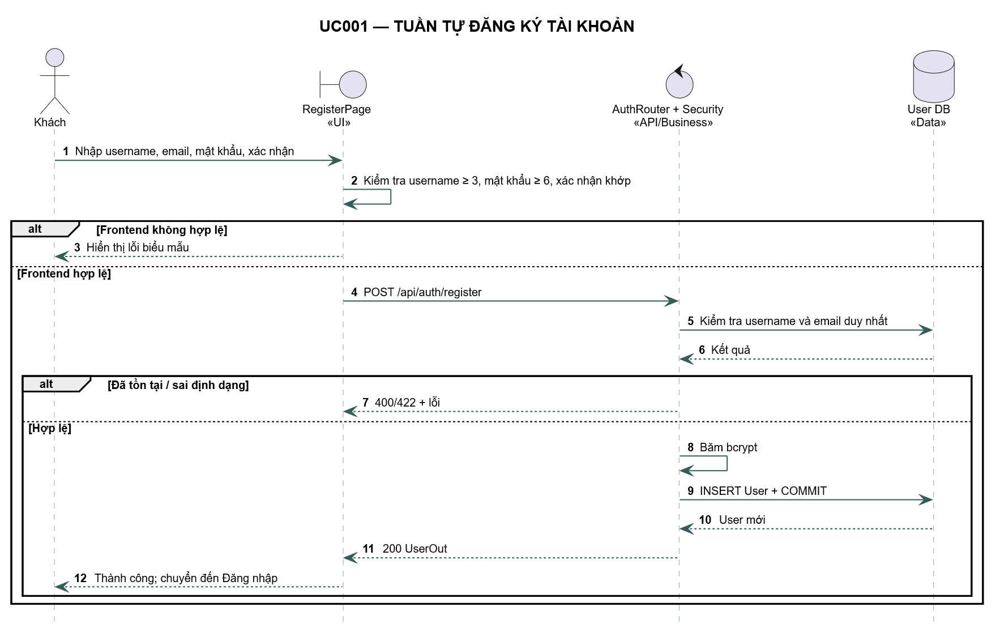 UC001 — TUẦN TỰ ĐĂNG KÝ TÀI KHOẢN
Khách
RegisterPage
«UI»
AuthRouter + Security
«API/Business»
User DB
«Data»
1 Nhập username, email, mật khẩu, xác nhận
2 Kiểm tra username ≥ 3, mật khẩu ≥ 6, xác nhận khớp
alt [Frontend không hợp lệ]
3 Hiển thị lỗi biểu mẫu
[Frontend hợp lệ]
4 POST /api/auth/register
5 Kiểm tra username và email duy nhất
6 Kết quả
alt [Đã tồn tại / sai định dạng]
7 400/422 + lỗi
[Hợp lệ]
8 Băm bcrypt
9 INSERT User + COMMIT
10 User mới
11 200 UserOut
12 Thành công; chuyển đến Đăng nhập